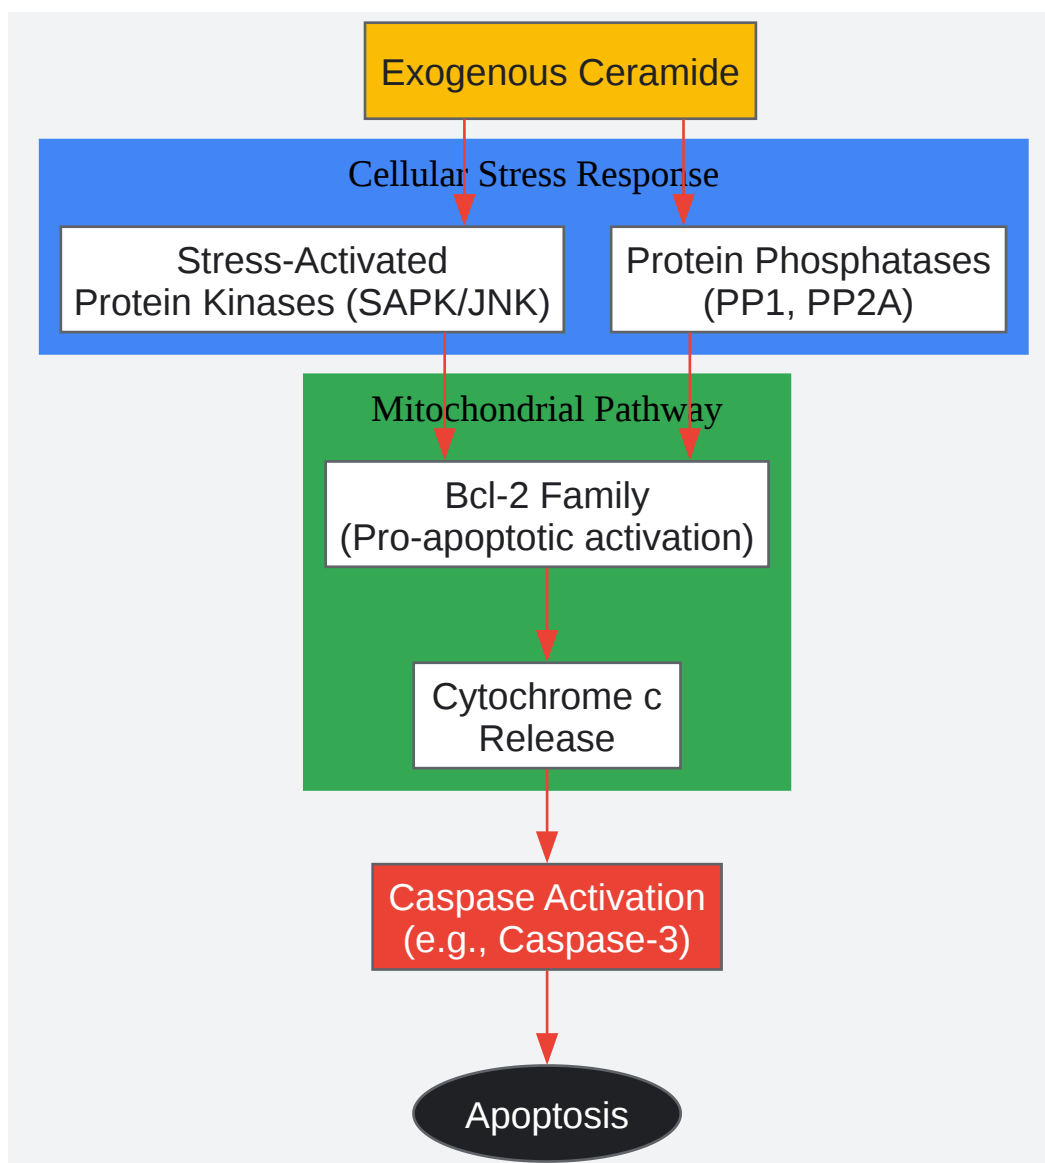 Exogenous Ceramide
Cellular Stress Response
Stress-Activated
Protein Kinases (SAPK/JNK)
Protein Phosphatases
(PP1, PP2A)
Mitochondrial Pathway
Bcl-2 Family
(Pro-apoptotic activation)
Cytochrome c
Release
Caspase Activation
(e.g., Caspase-3)
Apoptosis